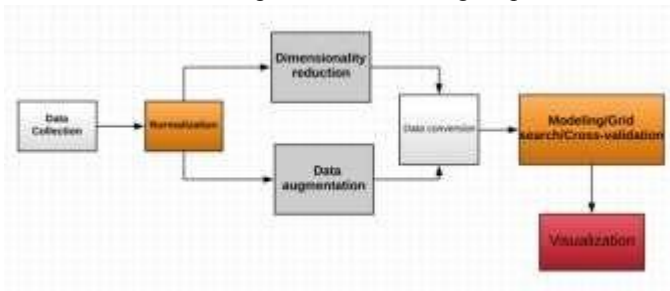 Dimensionality
reduction
Data
Collection
Normalization
Data conversion
Modeling/Grid
search/Cross-validation
Data
augmentation
Visualization